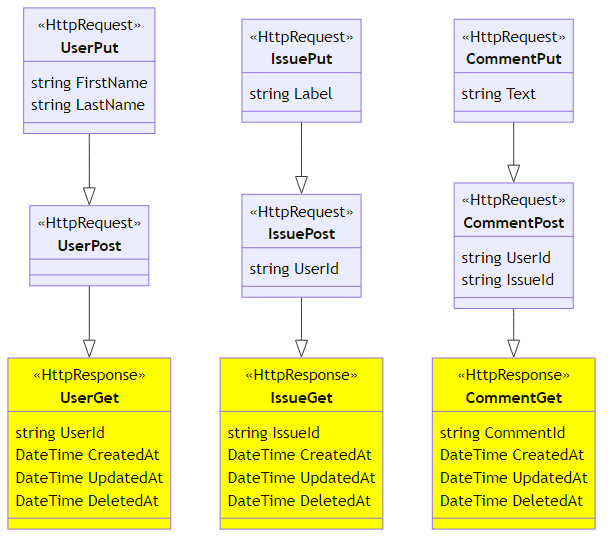 «HttpRequest»
UserPut
string FirstName
string LastName
«HttpRequest»
UserPost
«HttpResponse»
UserGet
string UserId
DateTime CreatedAt
DateTime UpdatedAt
DateTime DeletedAt
«HttpRequest»
IssuePut
string Label
«HttpRequest»
IssuePost
string UserId
«HttpResponse»
IssueGet
string IssueId
DateTime CreatedAt
DateTime UpdatedAt
DateTime DeletedAt
«HttpRequest»
CommentPut
string Text
«HttpRequest»
CommentPost
string UserId
string IssueId
«HttpResponse»
CommentGet
string CommentId
DateTime CreatedAt
DateTime UpdatedAt
DateTime DeletedAt